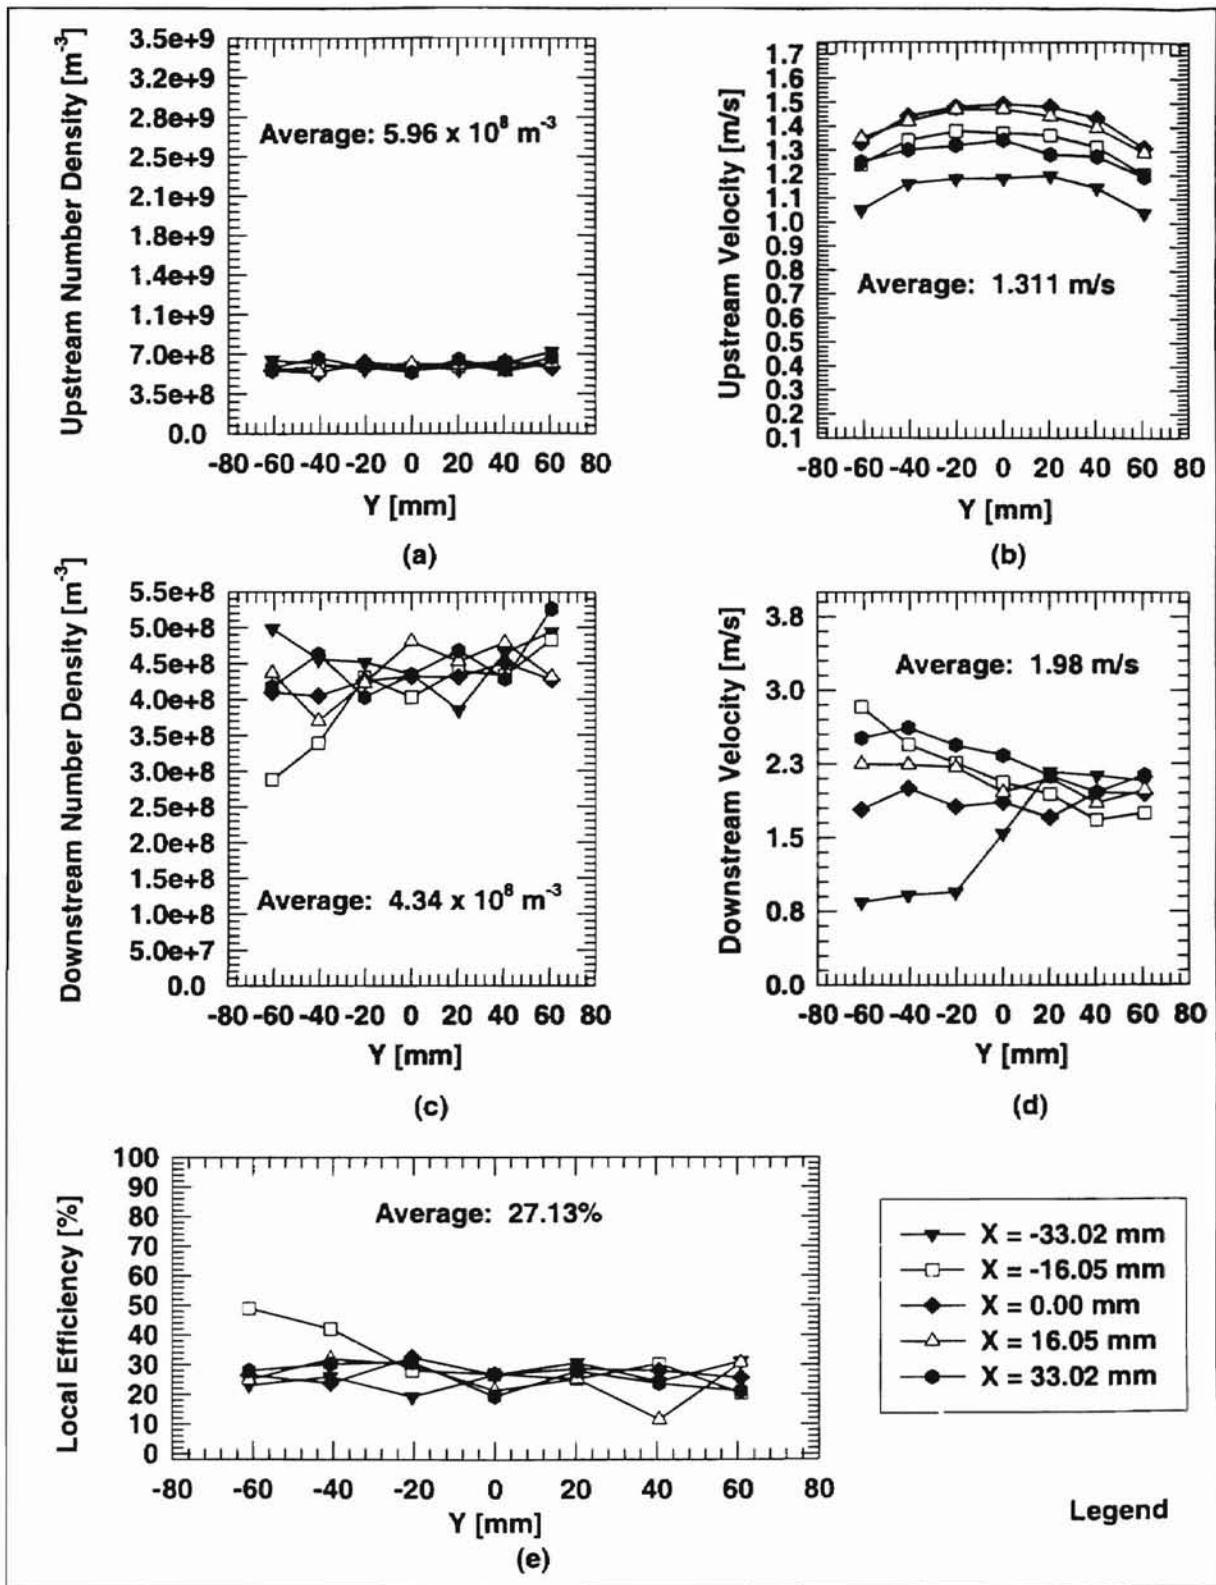 Upstream Number Density [m⁻³]
3.5e+9
3.2e+9
2.8e+9
2.5e+9
2.1e+9
1.8e+9
1.4e+9
1.1e+9
7.0e+8
3.5e+8
0.0
Average: 5.96 x 10⁸ m⁻³
-80 -60 -40 -20 0 20 40 60 80
Y [mm]
(a)
Upstream Velocity [m/s]
1.7
1.6
1.5
1.4
1.3
1.2
1.1
1.0
0.9
0.8
0.7
0.6
0.5
0.4
0.3
0.2
0.1
Average: 1.311 m/s
-80 -60 -40 -20 0 20 40 60 80
Y [mm]
(b)
Downstream Number Density [m⁻³]
5.5e+8
5.0e+8
4.5e+8
4.0e+8
3.5e+8
3.0e+8
2.5e+8
2.0e+8
1.5e+8
1.0e+8
5.0e+7
0.0
Average: 4.34 x 10⁸ m⁻³
-80 -60 -40 -20 0 20 40 60 80
Y [mm]
(c)
Downstream Velocity [m/s]
3.8
3.0
2.3
1.5
0.8
0.0
Average: 1.98 m/s
-80 -60 -40 -20 0 20 40 60 80
Y [mm]
(d)
Local Efficiency [%]
100
90
80
70
60
50
40
30
20
10
0
Average: 27.13%
-80 -60 -40 -20 0 20 40 60 80
Y [mm]
(e)
X = -33.02 mm
X = -16.05 mm
X = 0.00 mm
X = 16.05 mm
X = 33.02 mm
Legend